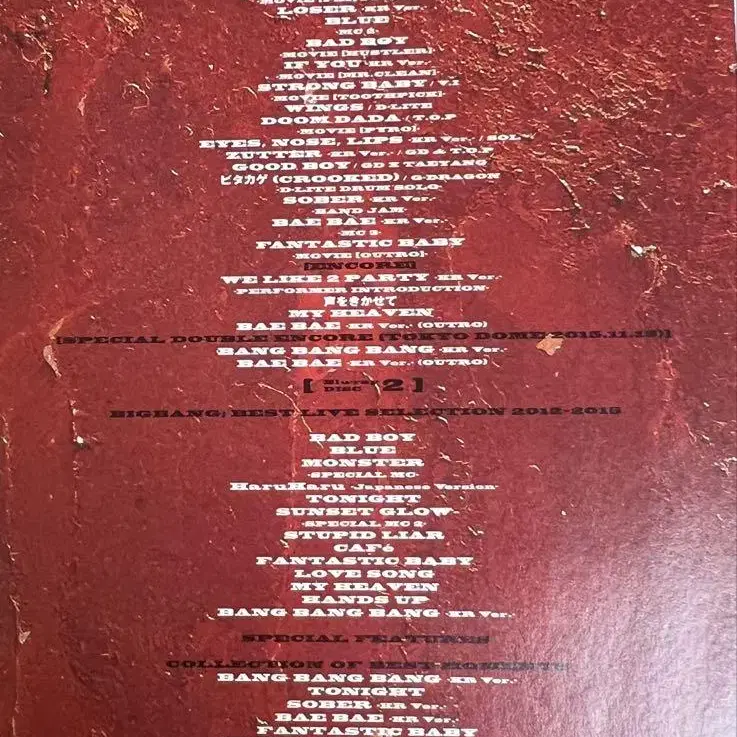 LOSER -KR Ver.-
BLUE
-MC 2-
BAD BOY
-MOVIE [HUSTLER]-
IF YOU -KR Ver.-
-MOVIE [MR.CLEAN]-
STRONG BABY / V.I
-MOVIE [TOOTHPICK]-
WINGS / D-LITE
DOOM DADA / T.O.P
-MOVIE [PYRO]-
EYES, NOSE, LIPS -KR Ver.- / SOL
ZUTTER -KR Ver.- / GD & T.O.P
GOOD BOY / GD X TAEYANG
ピタカゲ (CROOKED) / G-DRAGON
-D-LITE DRUM SOLO-
SOBER -KR Ver.-
-BAND JAM-
BAE BAE -KR Ver.-
-MC 3-
FANTASTIC BABY
-MOVIE [OUTRO]-
[ENCORE]
WE LIKE 2 PARTY -KR Ver.-
-PERFORMER INTRODUCTION-
声をきかせて
MY HEAVEN
BAE BAE -KR Ver.- (OUTRO)
[SPECIAL DOUBLE ENCORE (TOKYO DOME 2015.11.15)]
BANG BANG BANG -KR Ver.-
BAE BAE -KR Ver.- (OUTRO)
[ Blu-ray DISC 2 ]
BIGBANG; BEST LIVE SELECTION 2012-2015
BAD BOY
BLUE
MONSTER
-SPECIAL MC-
HaruHaru -Japanese Version-
TONIGHT
SUNSET GLOW
-SPECIAL MC 2-
STUPID LIAR
CAFé
FANTASTIC BABY
LOVE SONG
MY HEAVEN
HANDS UP
BANG BANG BANG -KR Ver.-
SPECIAL FEATURES
COLLECTION OF BEST MOMENTS
BANG BANG BANG -KR Ver.-
TONIGHT
SOBER -KR Ver.-
BAE BAE -KR Ver.-
FANTASTIC BABY